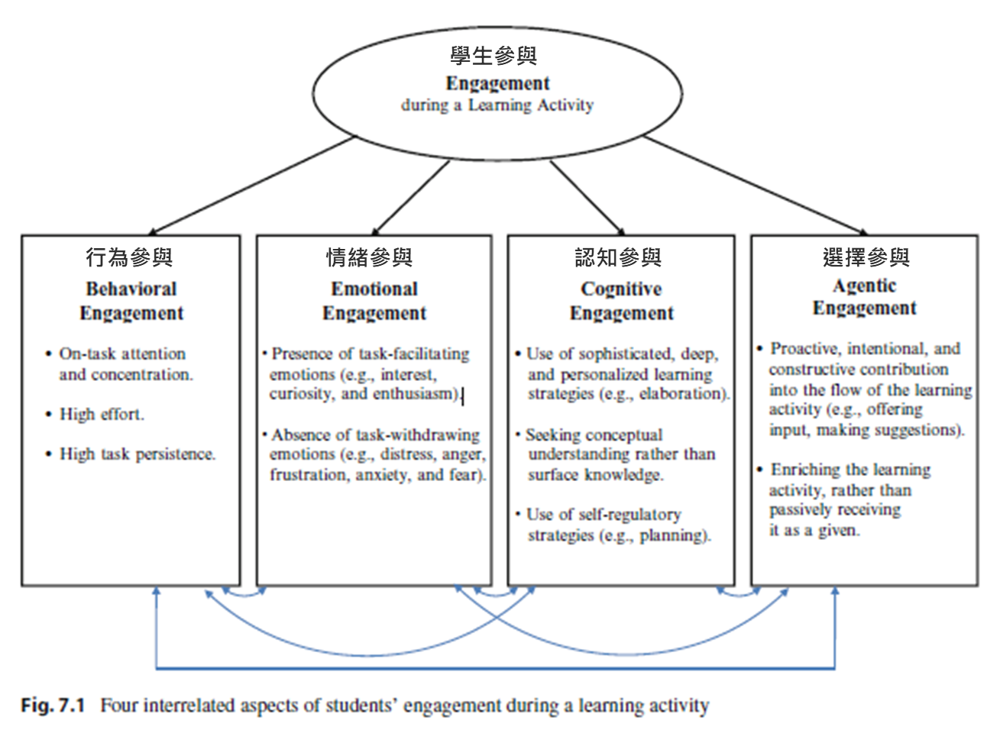 學生參與
Engagement
during a Learning Activity
行為參與
Behavioral
Engagement
• On-task attention
and concentration.
• High effort.
• High task persistence.
情緒參與
Emotional
Engagement
• Presence of task-facilitating
emotions (e.g., interest,
curiosity, and enthusiasm).
• Absence of task-withdrawing
emotions (e.g., distress, anger,
frustration, anxiety, and fear).
認知參與
Cognitive
Engagement
• Use of sophisticated, deep,
and personalized learning
strategies (e.g., elaboration).
• Seeking conceptual
understanding rather than
surface knowledge.
• Use of self-regulatory
strategies (e.g., planning).
選擇參與
Agentic
Engagement
• Proactive, intentional, and
constructive contribution
into the flow of the learning
activity (e.g., offering
input, making suggestions).
• Enriching the learning
activity, rather than
passively receiving
it as a given.
Fig. 7.1 Four interrelated aspects of students’ engagement during a learning activity